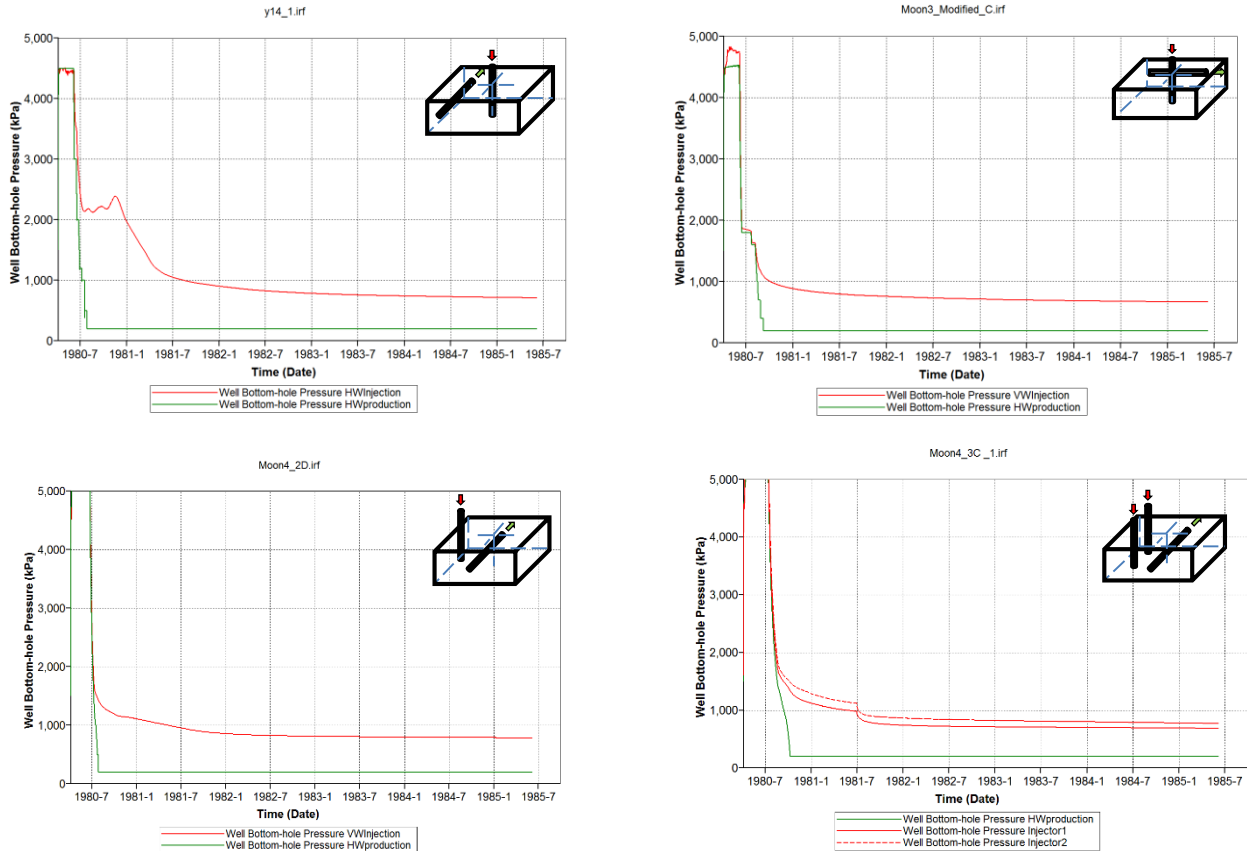 y14_1.irf
Well Bottom-hole Pressure (kPa)
5,000
4,000
3,000
2,000
1,000
0
1980-7 1981-1 1981-7 1982-1 1982-7 1983-1 1983-7 1984-1 1984-7 1985-1 1985-7
Time (Date)
Well Bottom-hole Pressure HWInjection
Well Bottom-hole Pressure HWproduction
Moon3_Modified_C.irf
Well Bottom-hole Pressure (kPa)
5,000
4,000
3,000
2,000
1,000
0
1980-7 1981-1 1981-7 1982-1 1982-7 1983-1 1983-7 1984-1 1984-7 1985-1 1985-7
Time (Date)
Well Bottom-hole Pressure VWInjection
Well Bottom-hole Pressure HWproduction
Moon4_2D.irf
Well Bottom-hole Pressure (kPa)
5,000
4,000
3,000
2,000
1,000
0
1980-7 1981-1 1981-7 1982-1 1982-7 1983-1 1983-7 1984-1 1984-7 1985-1 1985-7
Time (Date)
Well Bottom-hole Pressure VWInjection
Well Bottom-hole Pressure HWproduction
Moon4_3C _1.irf
Well Bottom-hole Pressure (kPa)
5,000
4,000
3,000
2,000
1,000
0
1980-7 1981-1 1981-7 1982-1 1982-7 1983-1 1983-7 1984-1 1984-7 1985-1 1985-7
Time (Date)
Well Bottom-hole Pressure HWproduction
Well Bottom-hole Pressure Injector1
Well Bottom-hole Pressure Injector2